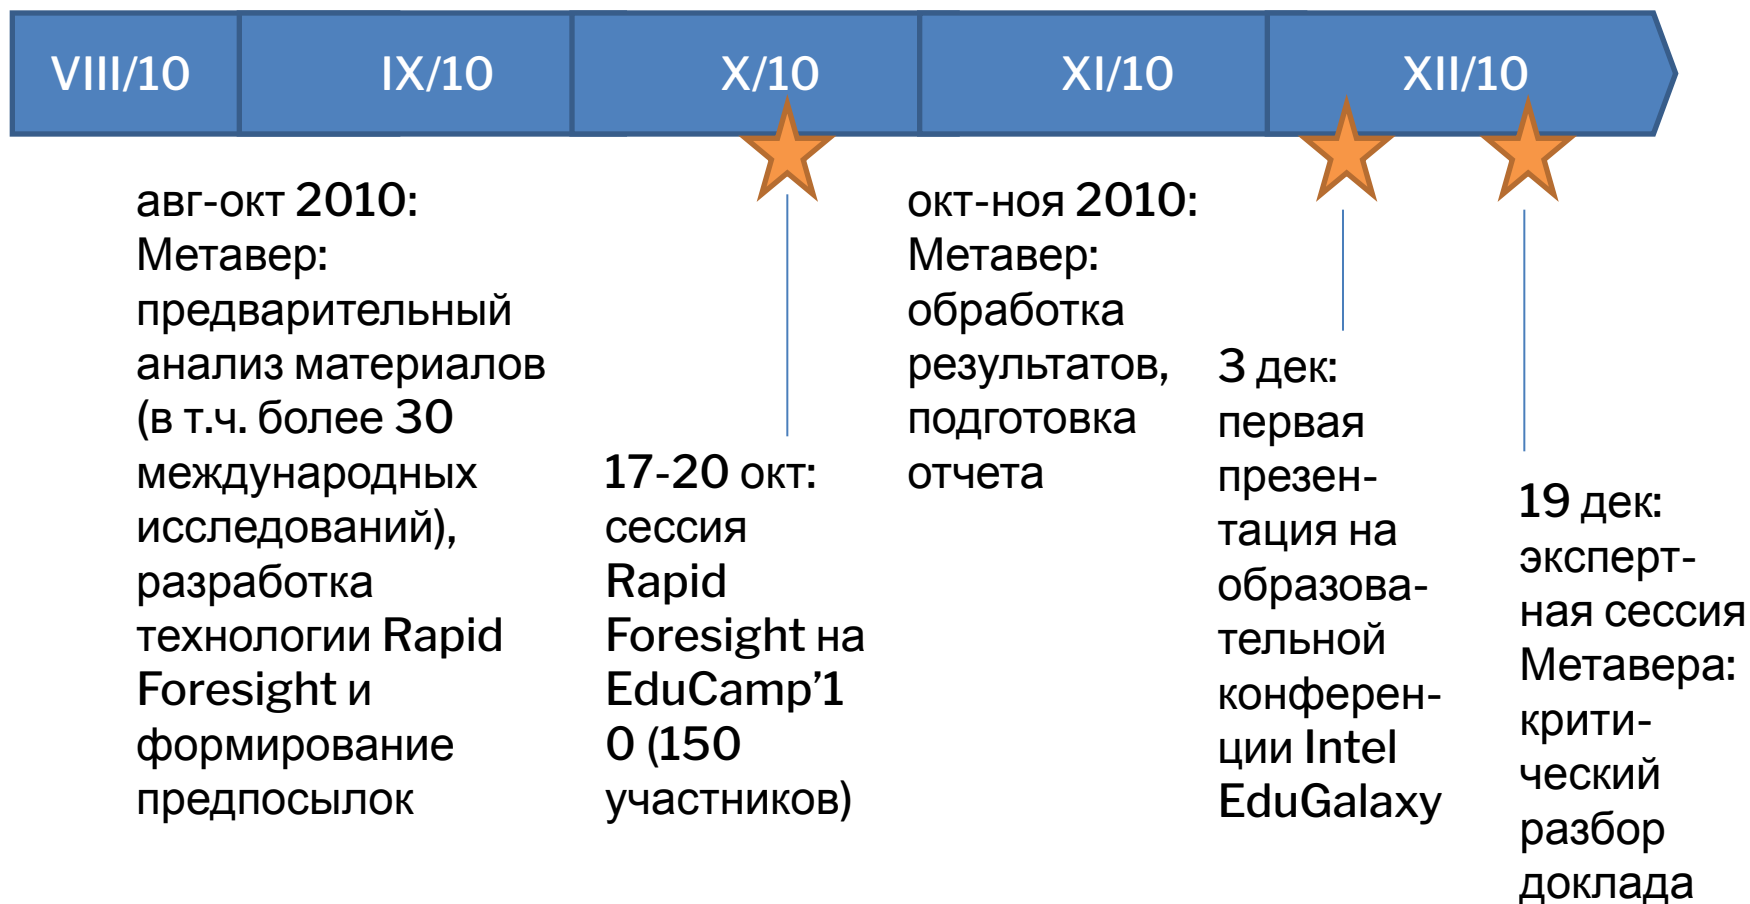 VIII/10
IX/10
X/10
XI/10
XII/10
авг-окт 2010:
Метавер:
предварительный
анализ материалов
(в т.ч. более 30
международных
исследований),
разработка
технологии Rapid
Foresight и
формирование
предпосылок
17-20 окт:
сессия
Rapid
Foresight на
EduCamp’1
0 (150
участников)
окт-ноя 2010:
Метавер:
обработка
результатов,
подготовка
отчета
3 дек:
первая
презен-
тация на
образова-
тельной
конферен-
ции Intel
EduGalaxy
19 дек:
эксперт-
ная сессия
Метавера:
крити-
ческий
разбор
доклада